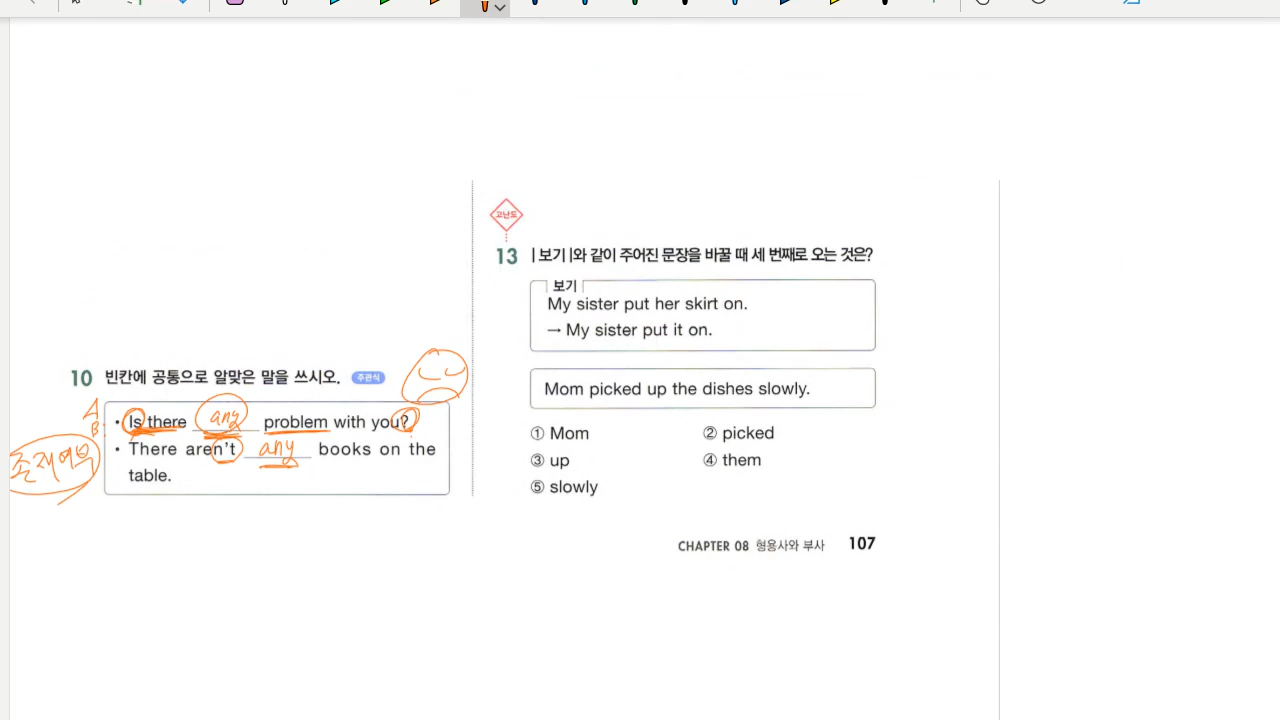 10 빈칸에 공통으로 알맞은 말을 쓰시오. 주관식
A
B
존재여부
• Is there any problem with you?
• There aren't any books on the
table.
고난도
13 | 보기 |와 같이 주어진 문장을 바꿀 때 세 번째로 오는 것은?
보기
My sister put her skirt on.
→ My sister put it on.
Mom picked up the dishes slowly.
① Mom ② picked
③ up ④ them
⑤ slowly
CHAPTER 08 형용사와 부사 107